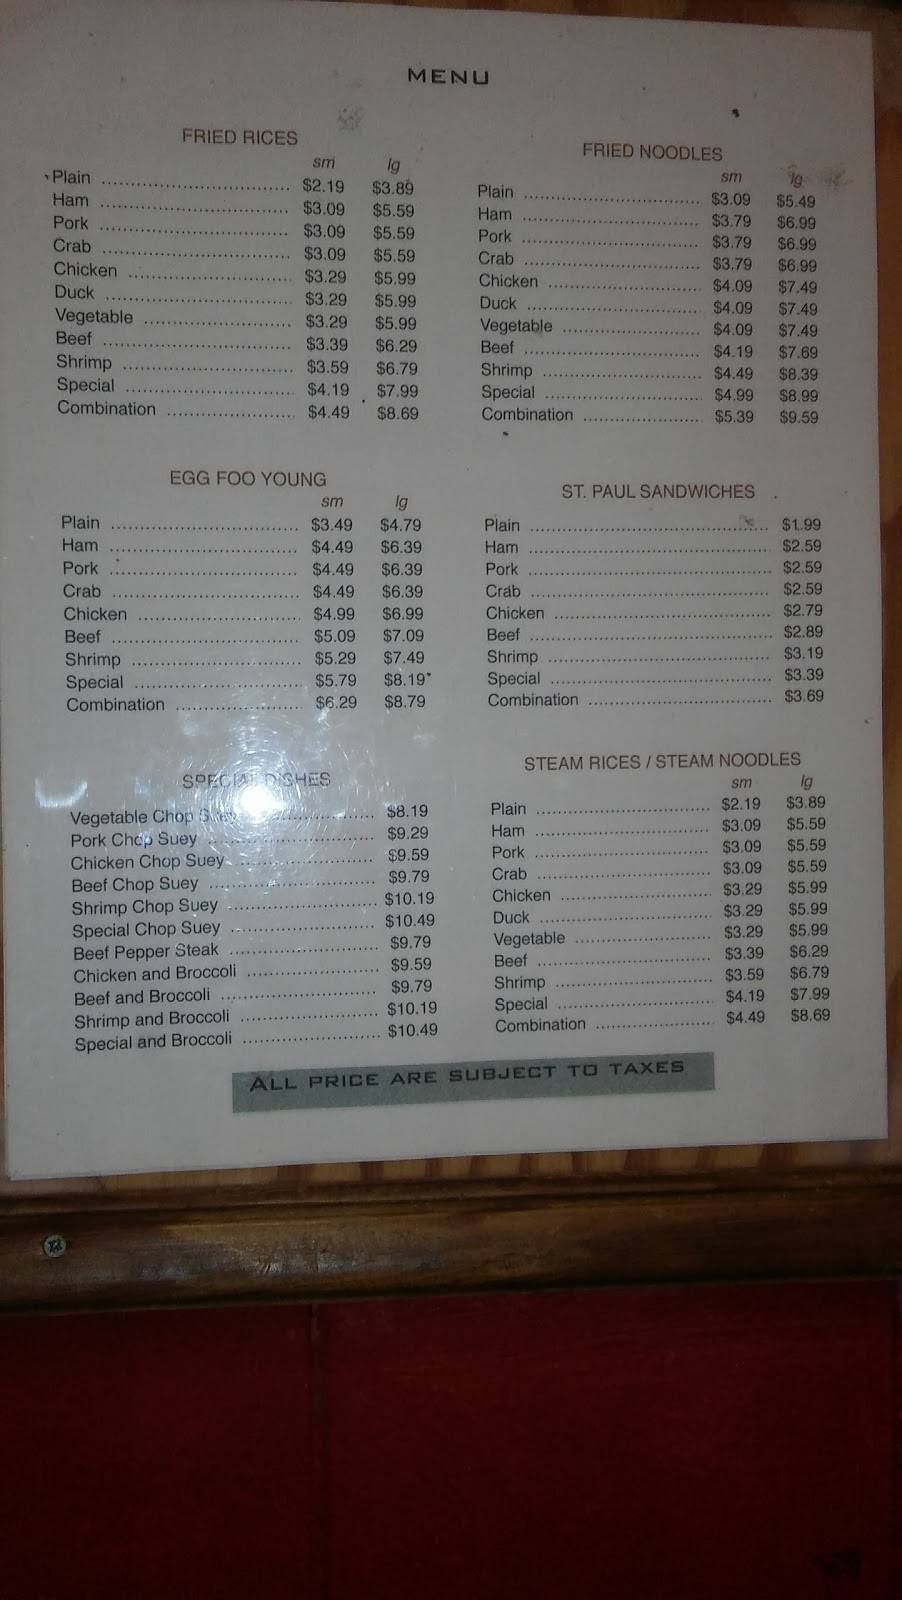 MENU
FRIED RICES
sm lg
Plain $2.19 $3.89
Ham $3.09 $5.59
Pork $3.09 $5.59
Crab $3.09 $5.59
Chicken $3.29 $5.99
Duck $3.29 $5.99
Vegetable $3.29 $5.99
Beef $3.39 $6.29
Shrimp $3.59 $6.79
Special $4.19 $7.99
Combination $4.49 $8.69
FRIED NOODLES
sm lg
Plain $3.09 $5.49
Ham $3.79 $6.99
Pork $3.79 $6.99
Crab $3.79 $6.99
Chicken $4.09 $7.49
Duck $4.09 $7.49
Vegetable $4.09 $7.49
Beef $4.19 $7.69
Shrimp $4.49 $8.39
Special $4.99 $8.99
Combination $5.39 $9.59
EGG FOO YOUNG
sm lg
Plain $3.49 $4.79
Ham $4.49 $6.39
Pork $4.49 $6.39
Crab $4.49 $6.39
Chicken $4.99 $6.99
Beef $5.09 $7.09
Shrimp $5.29 $7.49
Special $5.79 $8.19
Combination $6.29 $8.79
ST. PAUL SANDWICHES
Plain $1.99
Ham $2.59
Pork $2.59
Crab $2.59
Chicken $2.79
Beef $2.89
Shrimp $3.19
Special $3.39
Combination $3.69
SPECIAL DISHES
Vegetable Chop Suey $8.19
Pork Chop Suey $9.29
Chicken Chop Suey $9.59
Beef Chop Suey $9.79
Shrimp Chop Suey $10.19
Special Chop Suey $10.49
Beef Pepper Steak $9.79
Chicken and Broccoli $9.59
Beef and Broccoli $9.79
Shrimp and Broccoli $10.19
Special and Broccoli $10.49
STEAM RICES / STEAM NOODLES
sm lg
Plain $2.19 $3.89
Ham $3.09 $5.59
Pork $3.09 $5.59
Crab $3.09 $5.59
Chicken $3.29 $5.99
Duck $3.29 $5.99
Vegetable $3.29 $5.99
Beef $3.39 $6.29
Shrimp $3.59 $6.79
Special $4.19 $7.99
Combination $4.49 $8.69
ALL PRICE ARE SUBJECT TO TAXES